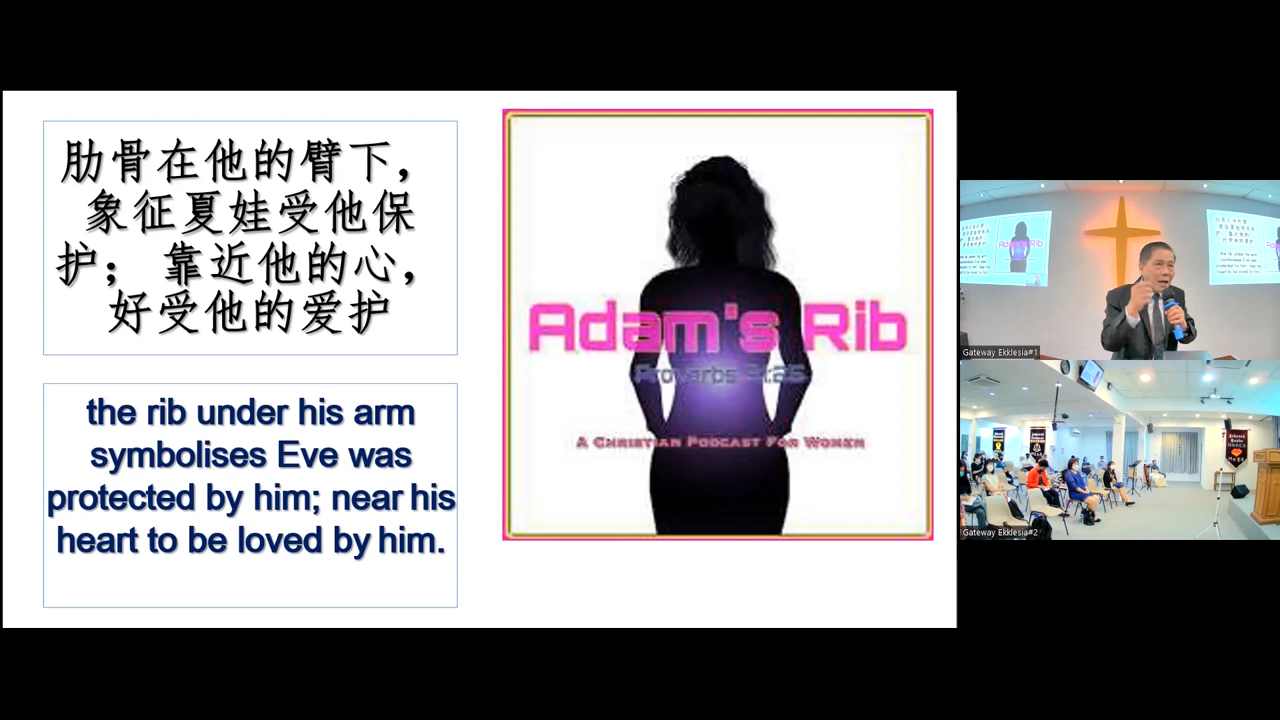 肋骨在他的臂下，
象征夏娃受他保
护； 靠近他的心，
好受他的爱护
the rib under his arm
symbolises Eve was
protected by him; near his
heart to be loved by him.
Adam's Rib
A Christian Podcast For Women
Gateway Ekklesia#1
Gateway Ekklesia#2